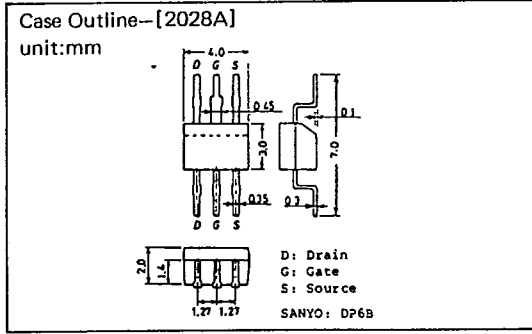 Case Outline-[2028A]
unit:mm
4.0
D G S
0.45
0.1
3.0
7.0
0.35
0.3
D G S
2.0
1.4
1.27 1.27
D: Drain
G: Gate
S: Source
SANYO: DP6B